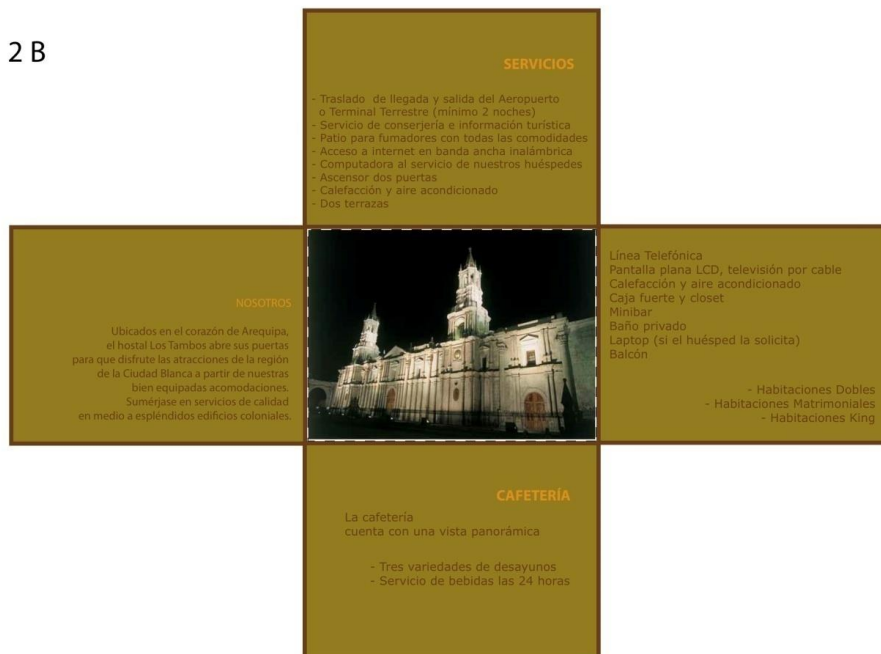 2 B
SERVICIOS
- Traslado de llegada y salida del Aeropuerto
o Terminal Terrestre (mínimo 2 noches)
- Servicio de conserjería e información turística
- Patio para fumadores con todas las comodidades
- Acceso a internet en banda ancha inalámbrica
- Computadora al servicio de nuestros huéspedes
- Ascensor dos puertas
- Calefacción y aire acondicionado
- Dos terrazas
NOSOTROS
Ubicados en el corazón de Arequipa,
el hostal Los Tambos abre sus puertas
para que disfrute las atracciones de la región
de la Ciudad Blanca a partir de nuestras
bien equipadas acomodaciones.
Sumérjase en servicios de calidad
en medio a espléndidos edificios coloniales.
Línea Telefónica
Pantalla plana LCD, televisión por cable
Calefacción y aire acondicionado
Caja fuerte y closet
Minibar
Baño privado
Laptop (si el huésped la solicita)
Balcón
- Habitaciones Dobles
- Habitaciones Matrimoniales
- Habitaciones King
CAFETERÍA
La cafetería
cuenta con una vista panorámica
- Tres variedades de desayunos
- Servicio de bebidas las 24 horas